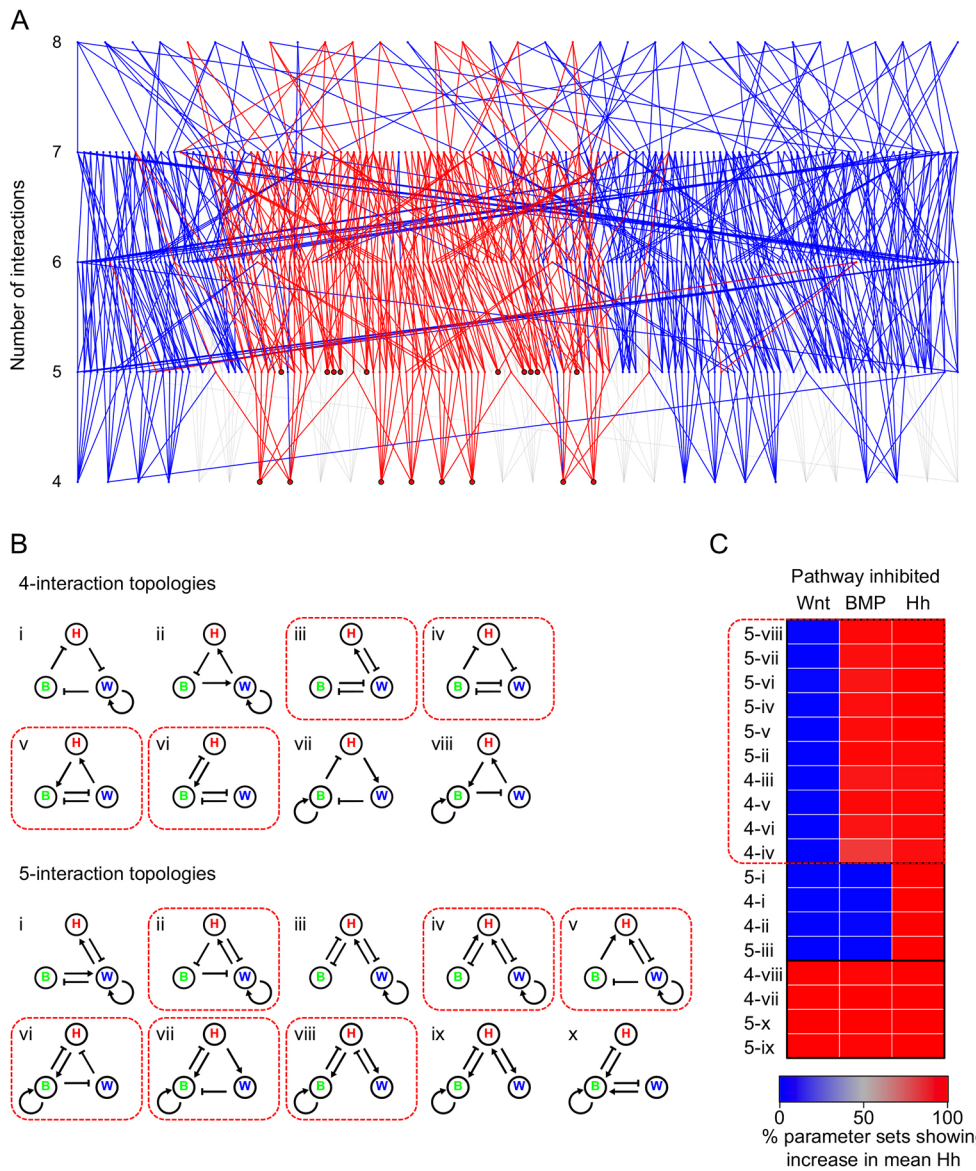 A
Number of interactions
8
7
6
5
4
B
4-interaction topologies
i
H
B
W
ii
H
B
W
iii
H
B
W
iv
H
B
W
v
H
B
W
vi
H
B
W
vii
H
B
W
viii
H
B
W
5-interaction topologies
i
H
B
W
ii
H
B
W
iii
H
B
W
iv
H
B
W
v
H
B
W
vi
H
B
W
vii
H
B
W
viii
H
B
W
ix
H
B
W
x
H
B
W
C
Pathway inhibited
Wnt BMP Hh
5-viii
5-vii
5-vi
5-iv
5-v
5-ii
4-iii
4-v
4-vi
4-iv
5-i
4-i
4-ii
5-iii
4-viii
4-vii
5-x
5-ix
0 50 100
% parameter sets showing
increase in mean Hh